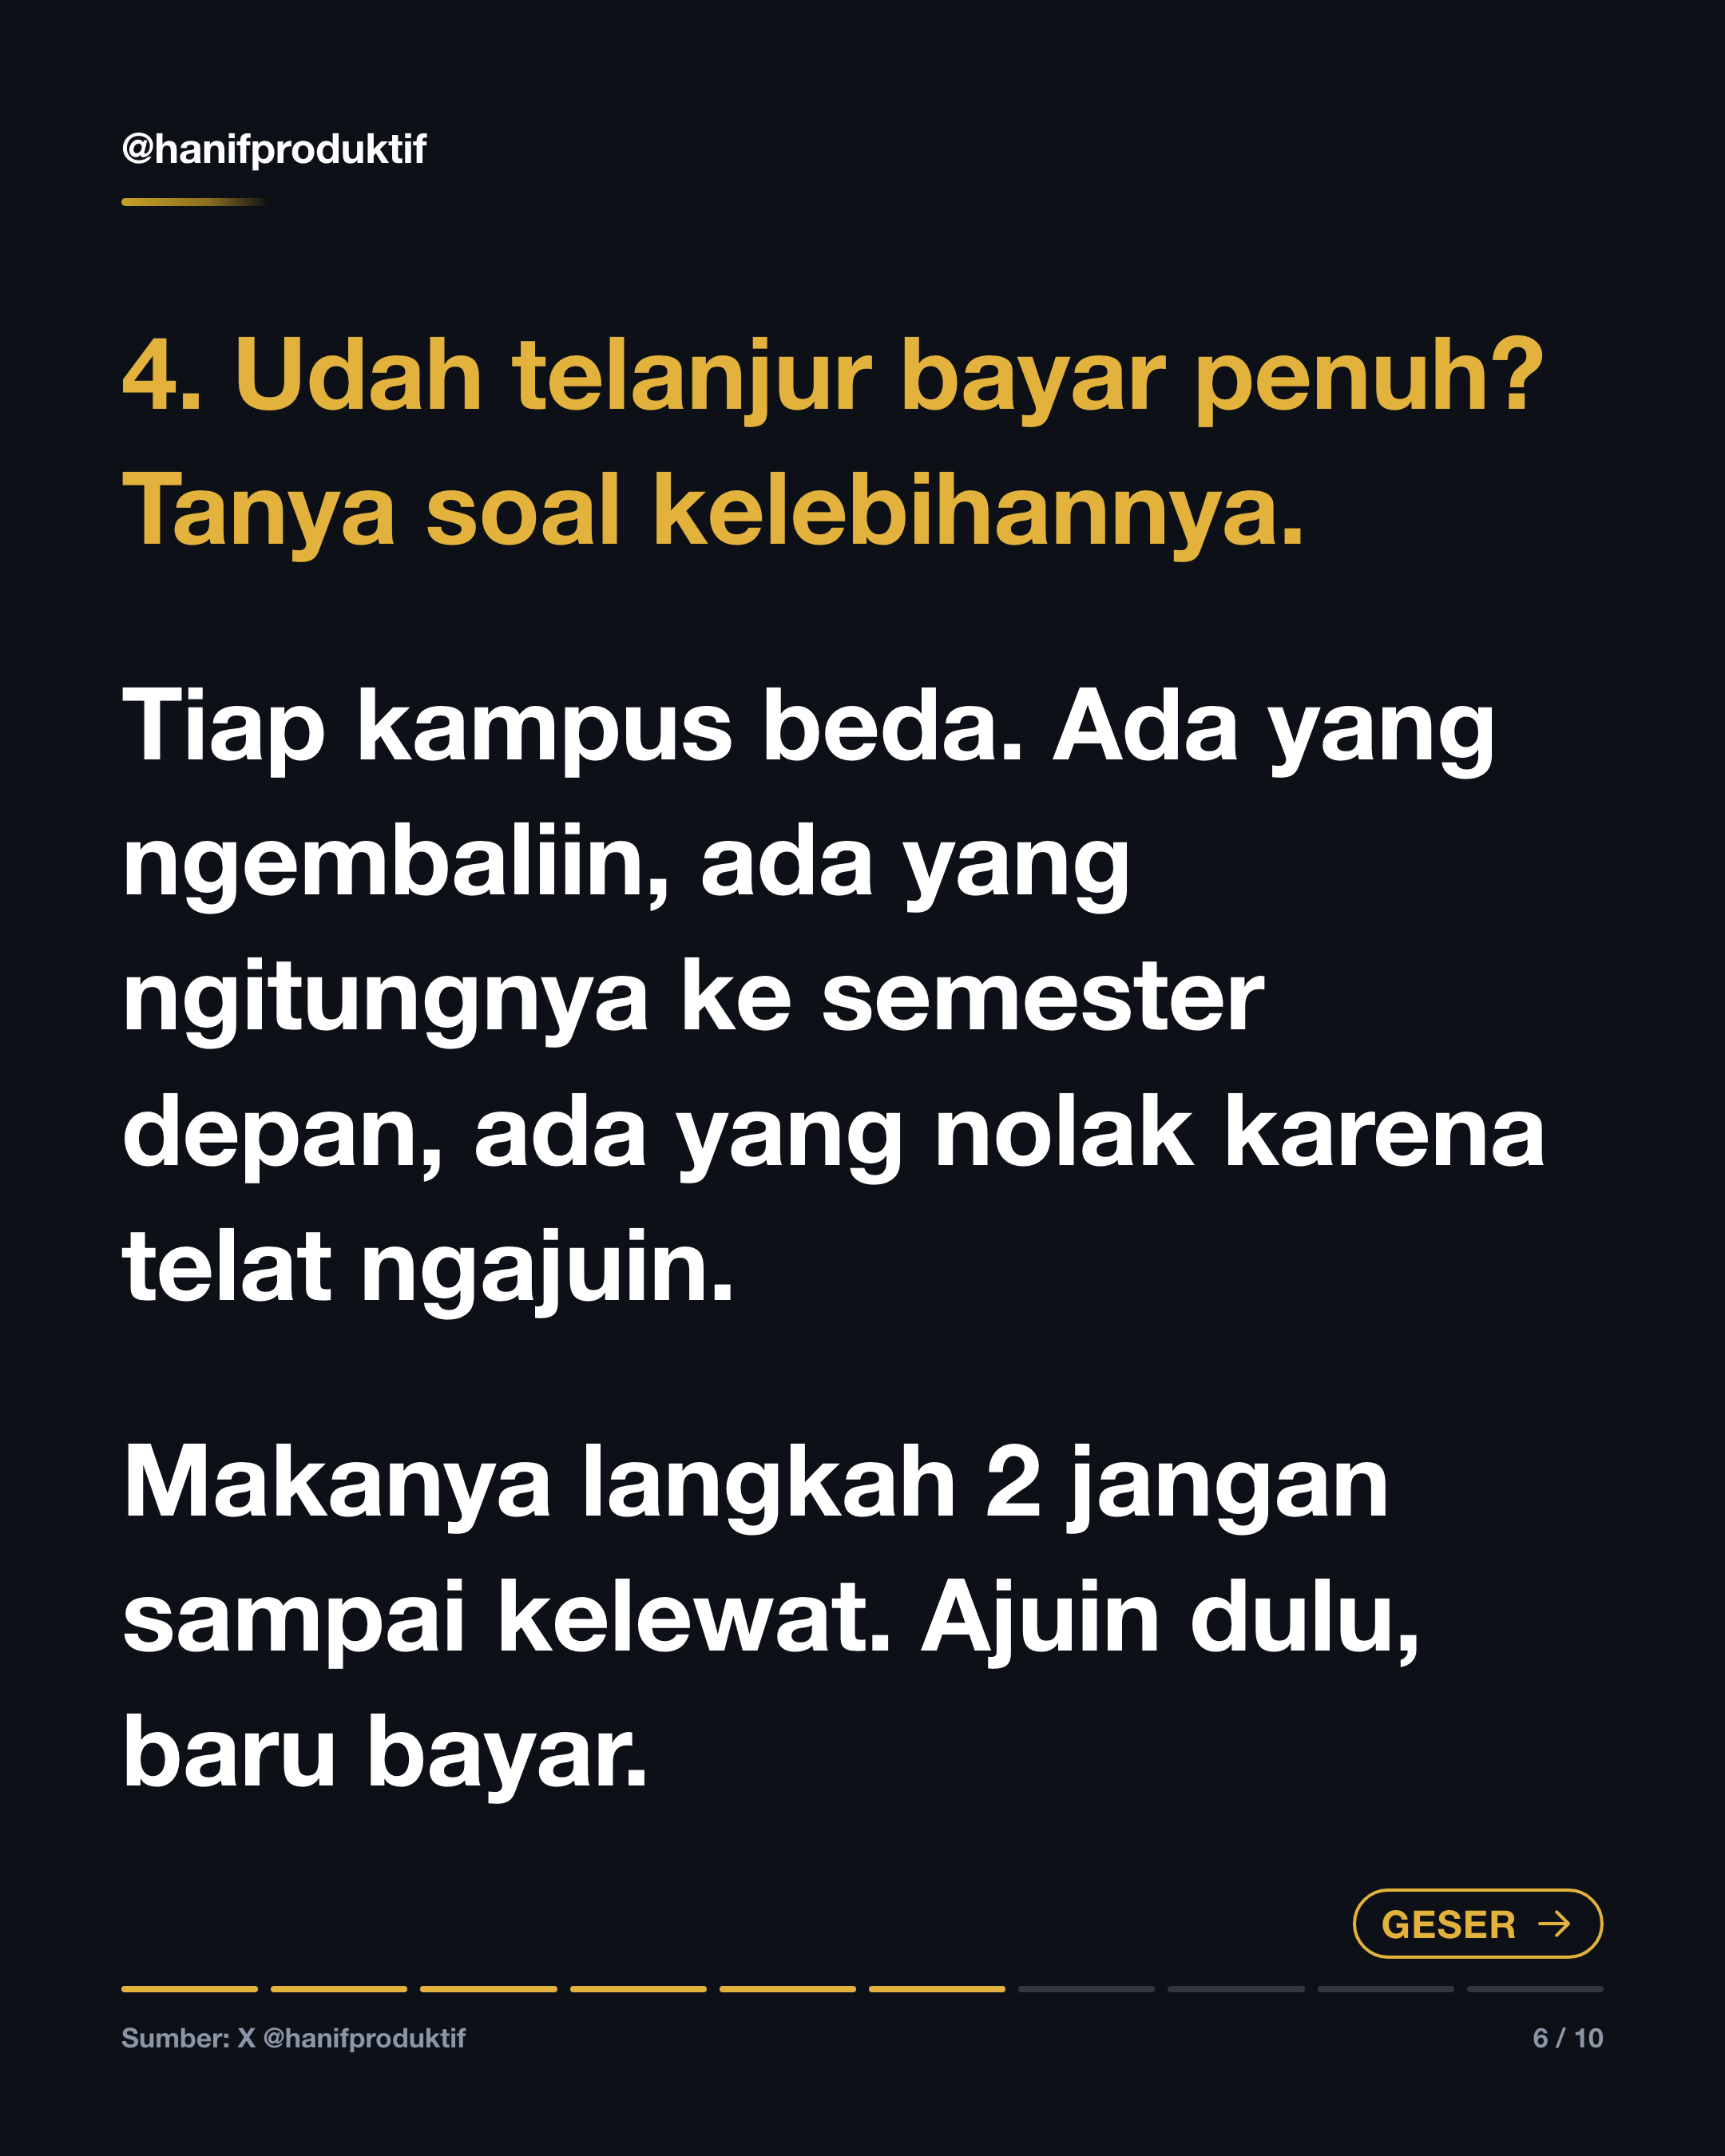 @hanifproduktif
4. Udah telanjur bayar penuh?
Tanya soal kelebihannya.
Tiap kampus beda. Ada yang
ngembaliin, ada yang
ngitungnya ke semester
depan, ada yang nolak karena
telat ngajuin.
Makanya langkah 2 jangan
sampai kelewat. Ajuin dulu,
baru bayar.
GESER →
Sumber: X @hanifproduktif
6 / 10